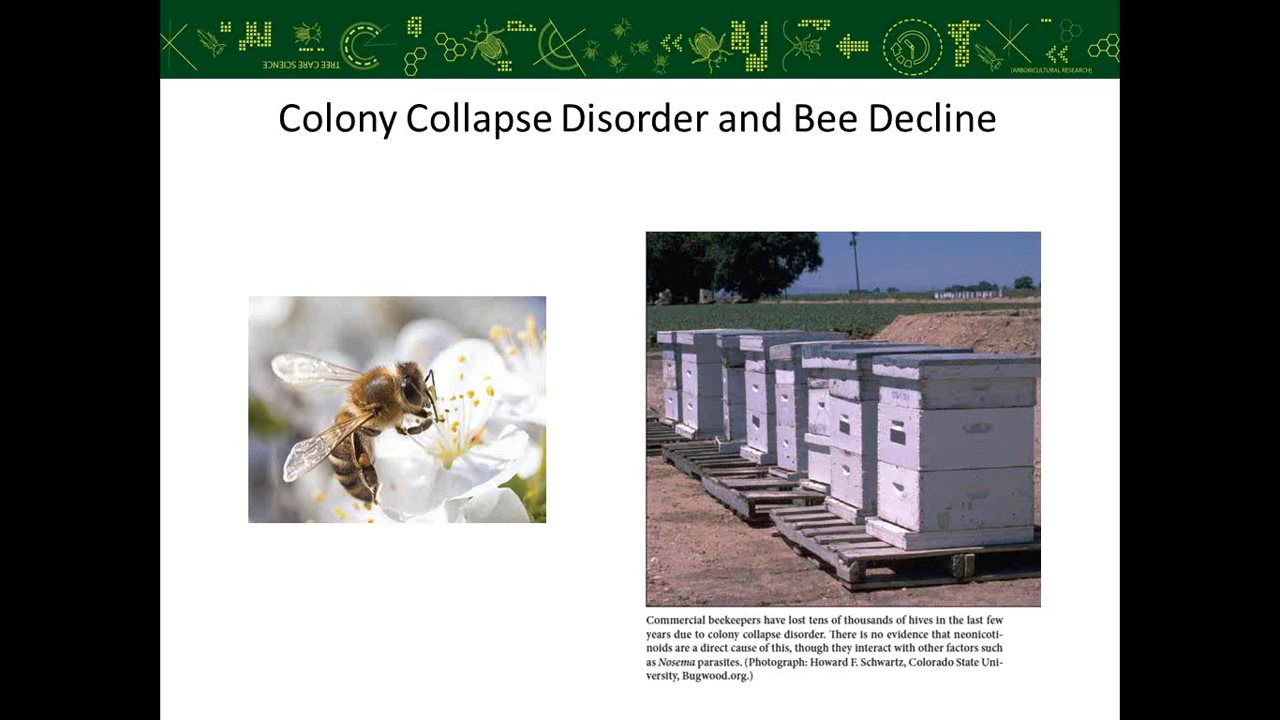 TREE CARE SCIENCE
[ARBORICULTURAL RESEARCH]
Colony Collapse Disorder and Bee Decline
Commercial beekeepers have lost tens of thousands of hives in the last few
years due to colony collapse disorder. There is no evidence that neonicoti-
noids are a direct cause of this, though they interact with other factors such
as Nosema parasites. (Photograph: Howard F. Schwartz, Colorado State Uni-
versity, Bugwood.org.)